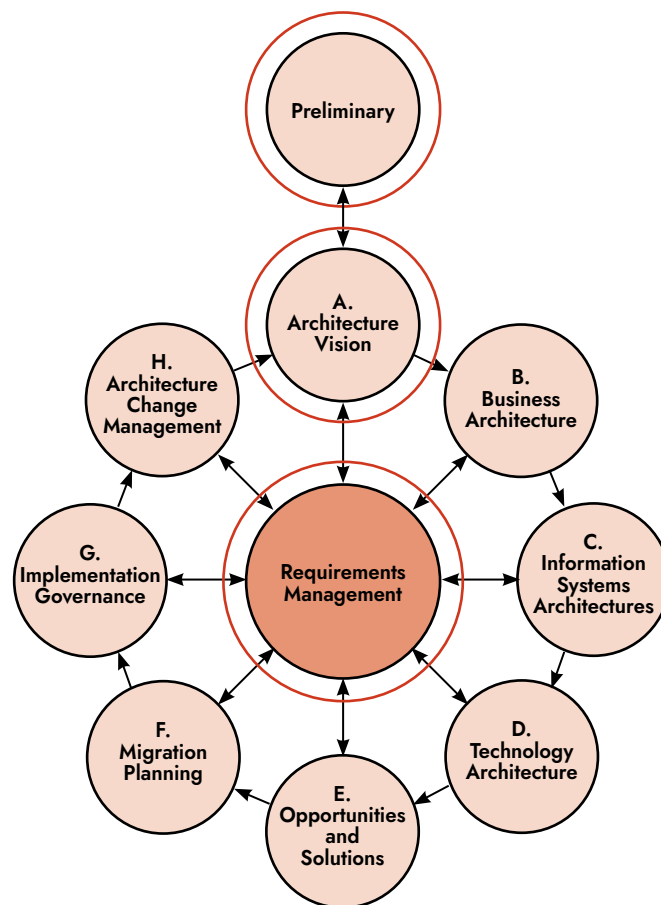 Preliminary
A.
Architecture
Vision
H.
Architecture
Change
Management
B.
Business
Architecture
G.
Implementation
Governance
Requirements
Management
C.
Information
Systems
Architectures
F.
Migration
Planning
D.
Technology
Architecture
E.
Opportunities
and
Solutions